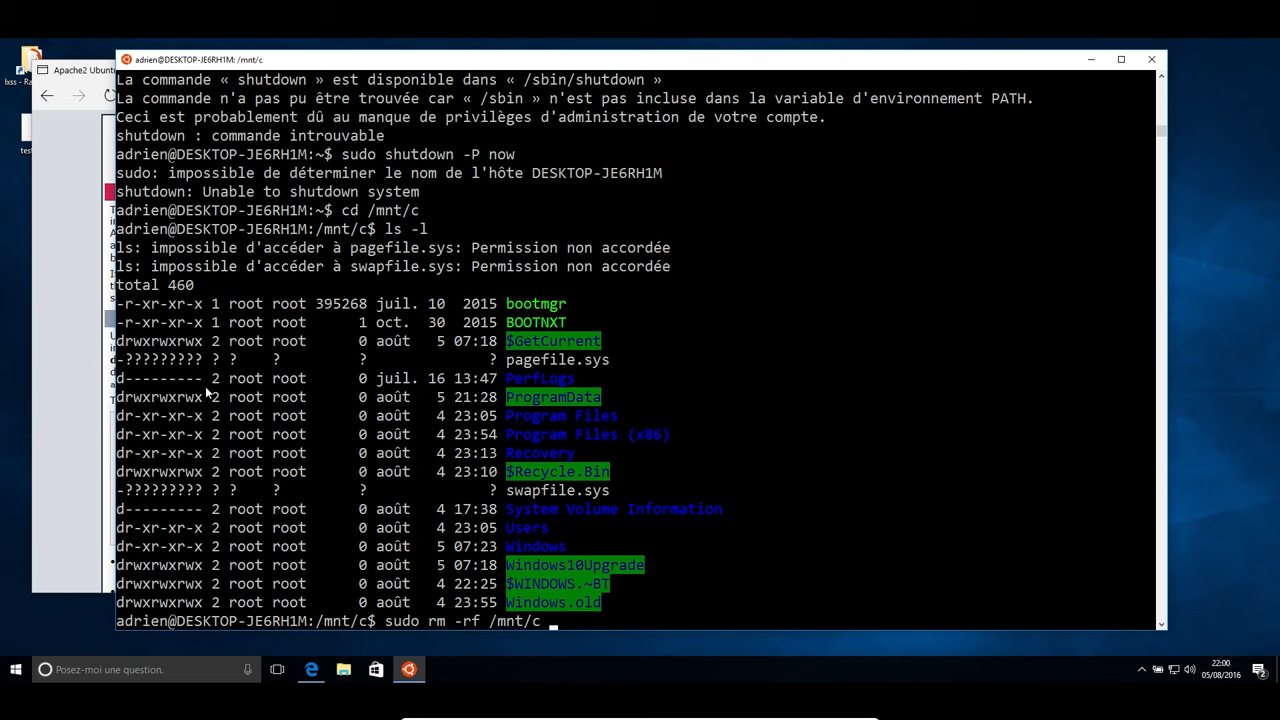 adrien@DESKTOP-JE6RH1M: /mnt/c
lxss - Ra
Apache2 Ubuntu
La commande « shutdown » est disponible dans « /sbin/shutdown »
La commande n'a pas pu être trouvée car « /sbin » n'est pas incluse dans la variable d'environnement PATH.
Ceci est probablement dû au manque de privilèges d'administration de votre compte.
shutdown : commande introuvable
adrien@DESKTOP-JE6RH1M:~$ sudo shutdown -P now
sudo: impossible de déterminer le nom de l'hôte DESKTOP-JE6RH1M
shutdown: Unable to shutdown system
adrien@DESKTOP-JE6RH1M:~$ cd /mnt/c
adrien@DESKTOP-JE6RH1M:/mnt/c$ ls -l
ls: impossible d'accéder à pagefile.sys: Permission non accordée
ls: impossible d'accéder à swapfile.sys: Permission non accordée
total 460
-r-xr-xr-x 1 root root 395268 juil. 10  2015 bootmgr
-r-xr-xr-x 1 root root      1 oct.  30  2015 BOOTNXT
drwxrwxrwx 2 root root      0 août   5 07:18 $GetCurrent
-????????? ? ?    ?         ?              ? pagefile.sys
d--------- 2 root root      0 juil. 16 13:47 PerfLogs
drwxrwxrwx 2 root root      0 août   5 21:28 ProgramData
dr-xr-xr-x 2 root root      0 août   4 23:05 Program Files
dr-xr-xr-x 2 root root      0 août   4 23:54 Program Files (x86)
dr-xr-xr-x 2 root root      0 août   4 23:13 Recovery
drwxrwxrwx 2 root root      0 août   4 23:10 $Recycle.Bin
-????????? ? ?    ?         ?              ? swapfile.sys
d--------- 2 root root      0 août   4 17:38 System Volume Information
dr-xr-xr-x 2 root root      0 août   4 23:05 Users
dr-xr-xr-x 2 root root      0 août   5 07:23 Windows
drwxrwxrwx 2 root root      0 août   5 07:18 Windows10Upgrade
drwxrwxrwx 2 root root      0 août   4 22:25 $WINDOWS.~BT
drwxrwxrwx 2 root root      0 août   4 23:55 Windows.old
adrien@DESKTOP-JE6RH1M:/mnt/c$ sudo rm -rf /mnt/c
Posez-moi une question.
22:00
05/08/2016
2